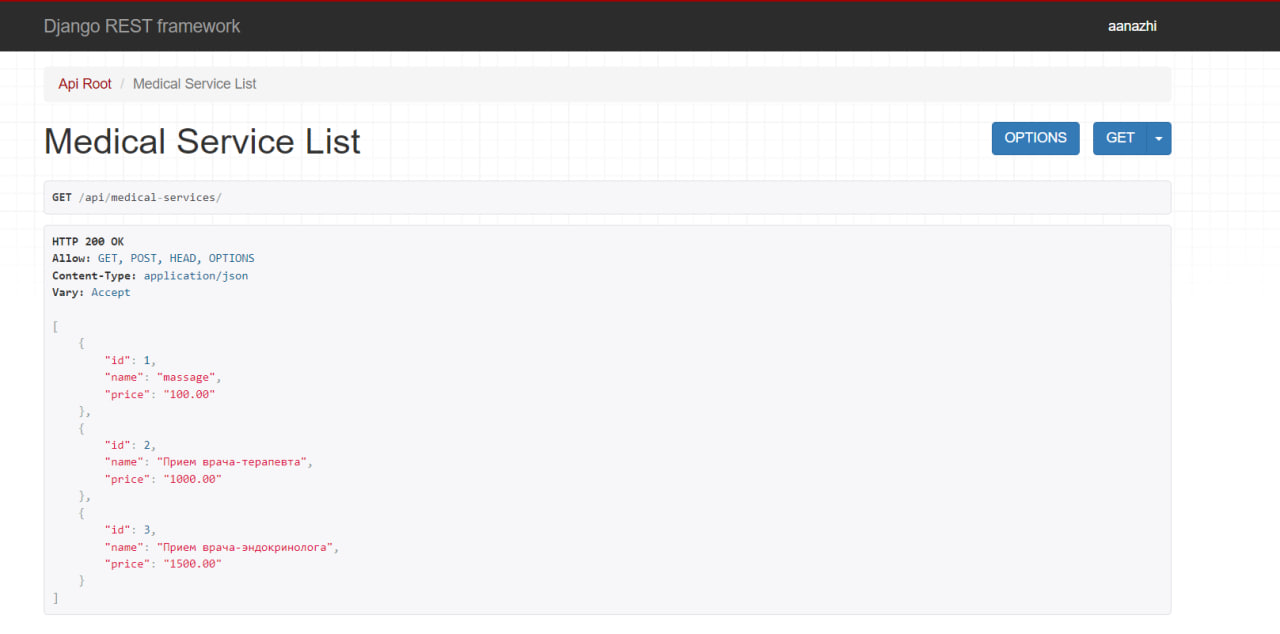 Django REST framework
aanazhi
Api Root / Medical Service List
Medical Service List
OPTIONS
GET
GET /api/medical-services/
HTTP 200 OK
Allow: GET, POST, HEAD, OPTIONS
Content-Type: application/json
Vary: Accept
[
    {
        "id": 1,
        "name": "massage",
        "price": "100.00"
    },
    {
        "id": 2,
        "name": "Прием врача-терапевта",
        "price": "1000.00"
    },
    {
        "id": 3,
        "name": "Прием врача-эндокринолога",
        "price": "1500.00"
    }
]